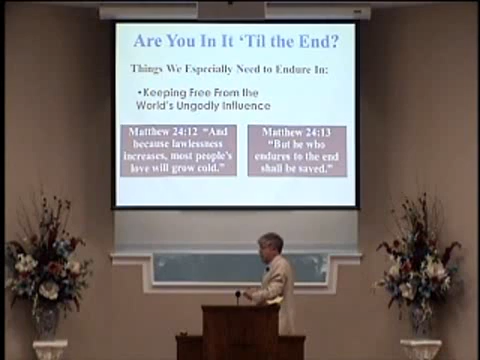 Are You In It ‘Til the End?
Things We Especially Need to Endure In:
•Keeping Free From the
World's Ungodly Influence
Matthew 24:12 “And
because lawlessness
increases, most people's
love will grow cold.”
Matthew 24:13
“But he who
endures to the end
shall be saved.”